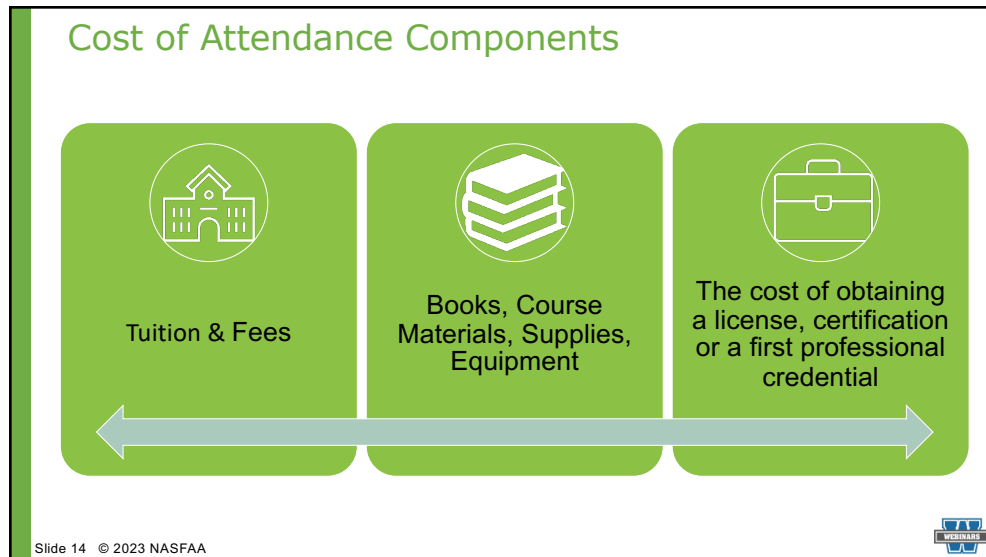 Cost of Attendance Components
Tuition & Fees
Books, Course
Materials, Supplies,
Equipment
The cost of obtaining
a license, certification
or a first professional
credential
Slide 14 © 2023 NASFAA
W
WEBINARS